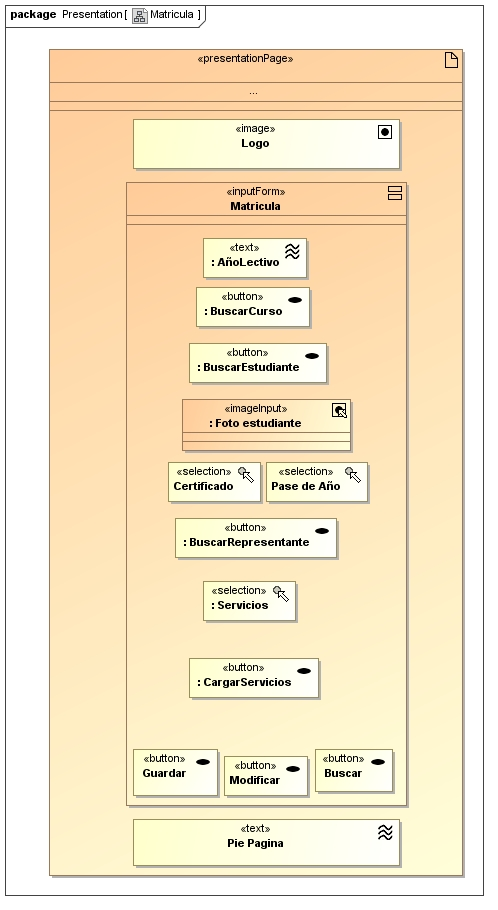 package Presentation [ Matricula ]
«presentationPage»
...
«image»
Logo
«inputForm»
Matricula
«text»
: AñoLectivo
«button»
: BuscarCurso
«button»
: BuscarEstudiante
«imageInput»
: Foto estudiante
«selection» «selection»
Certificado Pase de Año
«button»
: BuscarRepresentante
«selection»
: Servicios
«button»
: CargarServicios
«button» «button» «button»
Guardar Modificar Buscar
«text»
Pie Pagina